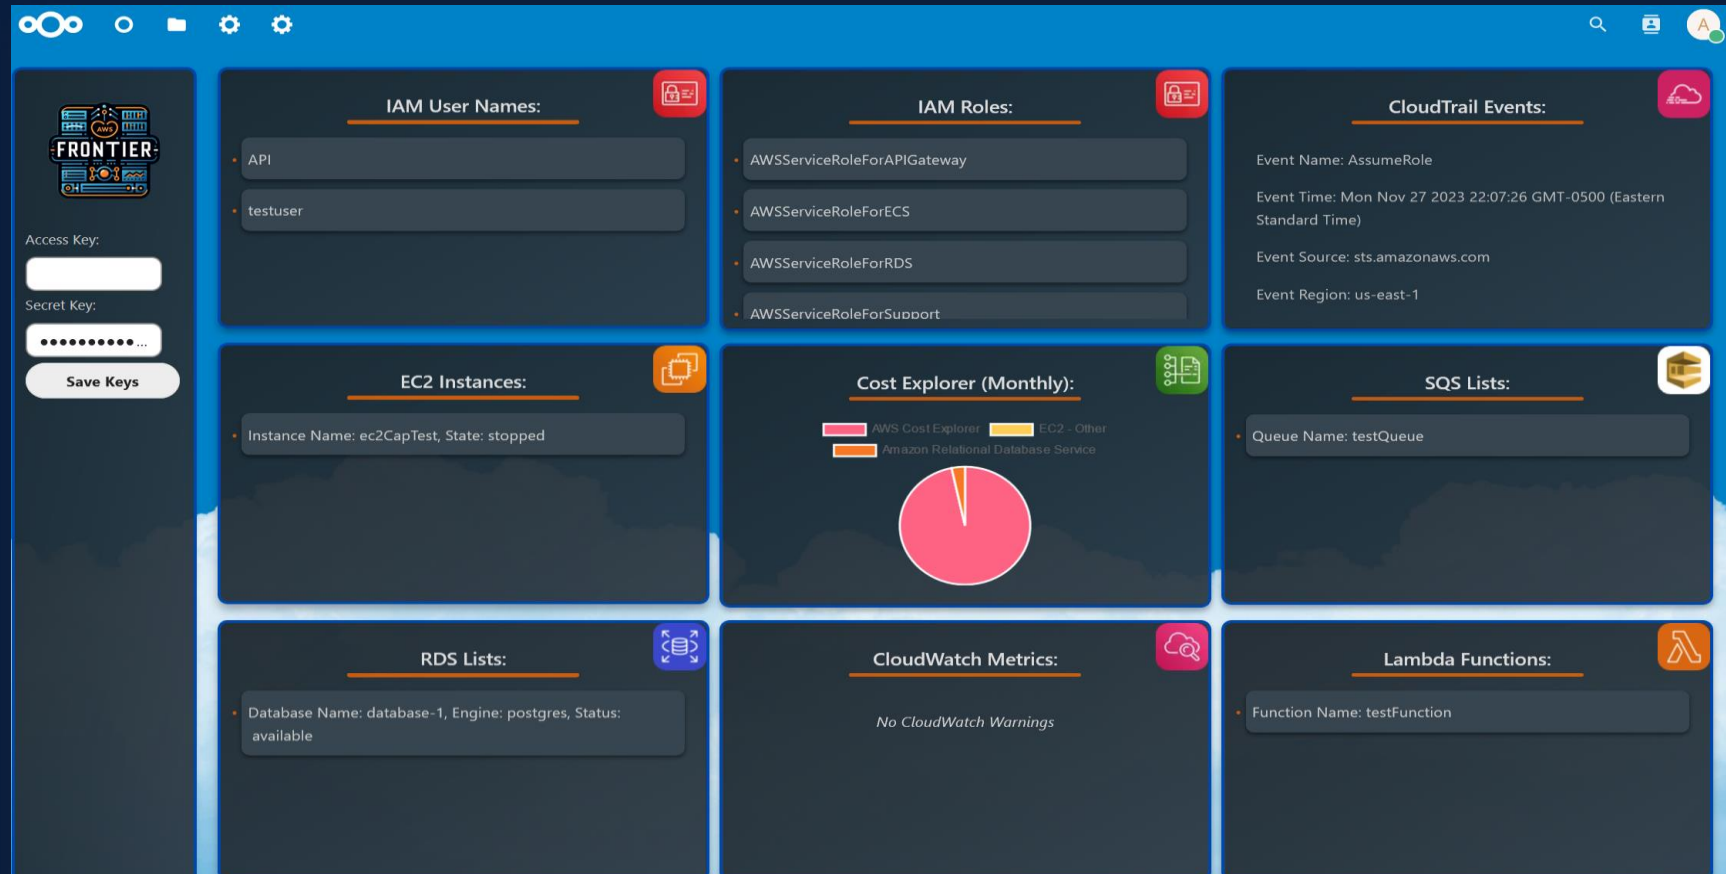 A
AWS
FRONTIER
Access Key:
Secret Key:
●●●●●●●●●●...
Save Keys
IAM User Names:
API
testuser
IAM Roles:
AWSServiceRoleForAPIGateway
AWSServiceRoleForECS
AWSServiceRoleForRDS
AWSServiceRoleForSupport
CloudTrail Events:
Event Name: AssumeRole
Event Time: Mon Nov 27 2023 22:07:26 GMT-0500 (Eastern
Standard Time)
Event Source: sts.amazonaws.com
Event Region: us-east-1
EC2 Instances:
Instance Name: ec2CapTest, State: stopped
Cost Explorer (Monthly):
AWS Cost Explorer EC2 - Other
Amazon Relational Database Service
SQS Lists:
Queue Name: testQueue
RDS Lists:
Database Name: database-1, Engine: postgres, Status:
available
CloudWatch Metrics:
No CloudWatch Warnings
Lambda Functions:
Function Name: testFunction